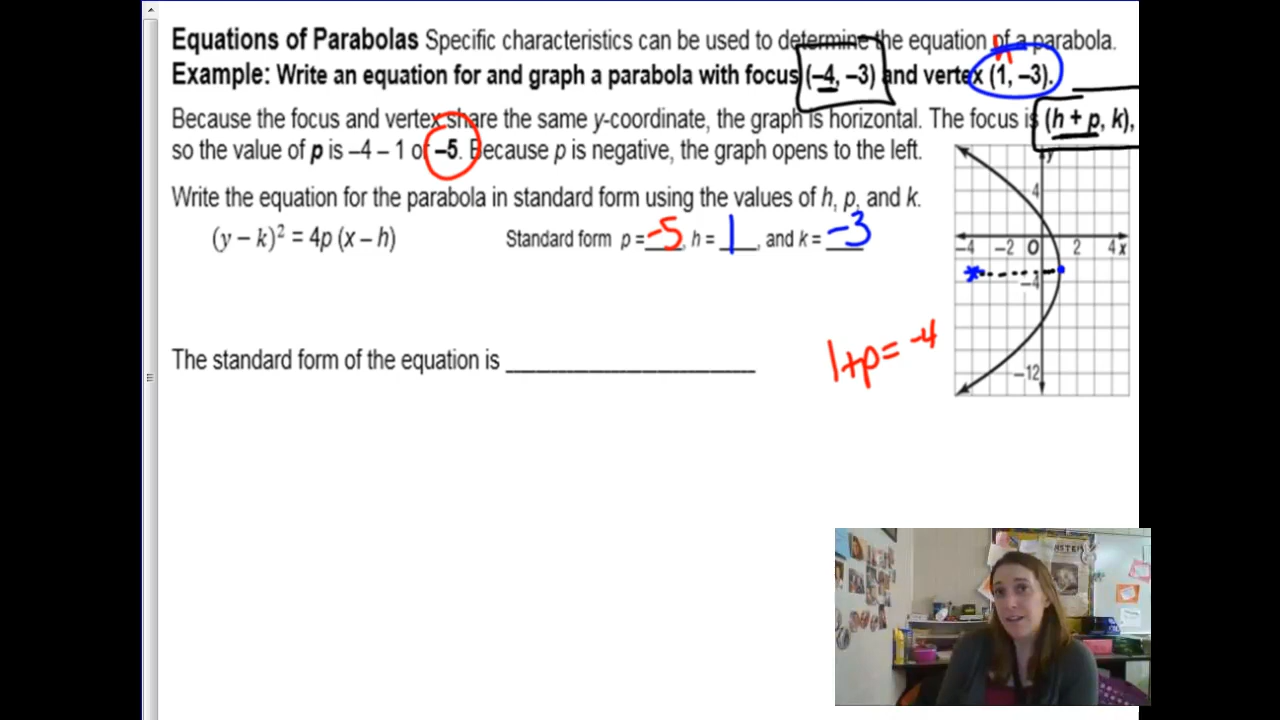 Equations of Parabolas Specific characteristics can be used to determine the equation of a parabola.
h
Example: Write an equation for and graph a parabola with focus (–4, –3) and vertex (1, –3).
Because the focus and vertex share the same y-coordinate, the graph is horizontal. The focus is (h + p, k),
so the value of p is –4 – 1 or –5. Because p is negative, the graph opens to the left.
Write the equation for the parabola in standard form using the values of h, p, and k.
(y – k)² = 4p (x – h) Standard form p = -5, h = 1, and k = -3
The standard form of the equation is
1+p=-4
y
4
–4 –2 O 2 4 x
–4
–12